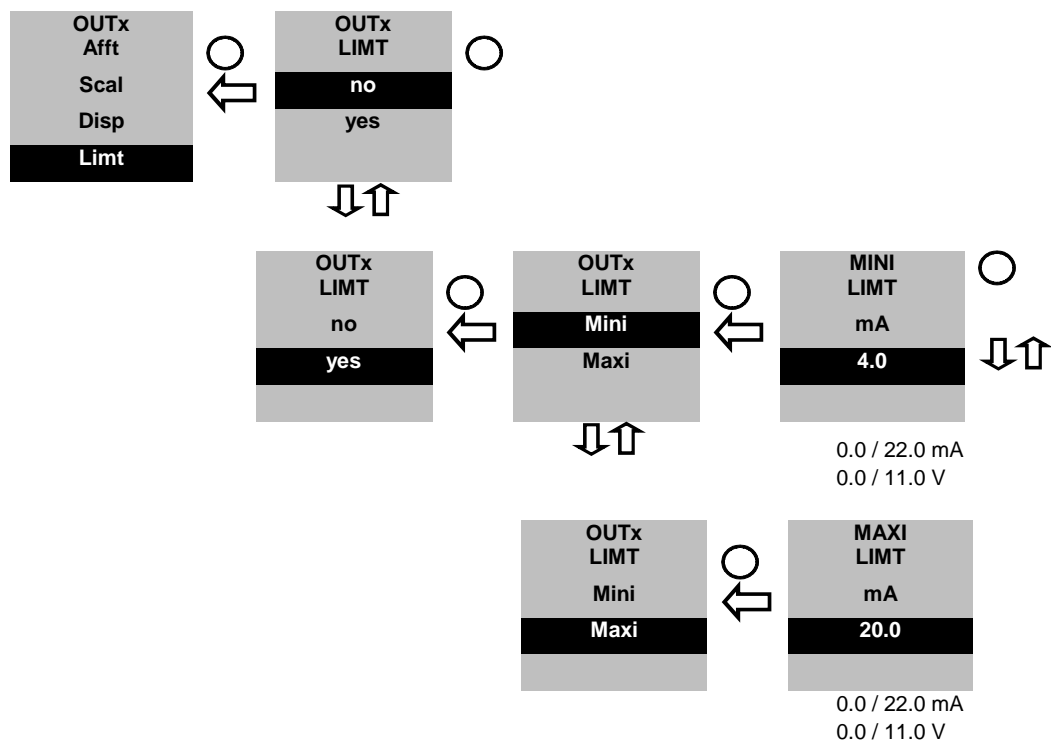 OUTx
Afft
Scal
Disp
Limt
OUTx
LIMT
no
yes
OUTx
LIMT
no
yes
OUTx
LIMT
Mini
Maxi
MINI
LIMT
mA
4.0
0.0 / 22.0 mA
0.0 / 11.0 V
OUTx
LIMT
Mini
Maxi
MAXI
LIMT
mA
20.0
0.0 / 22.0 mA
0.0 / 11.0 V